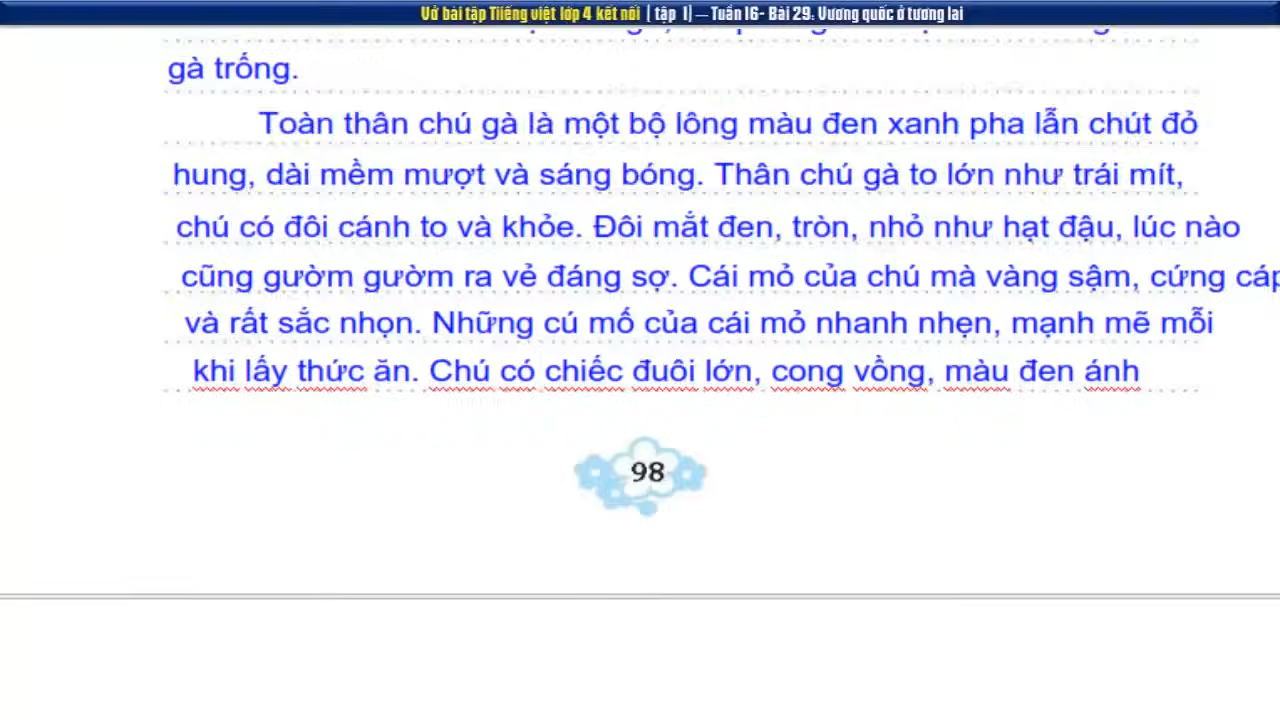 Vở bài tập Tiiếng việt lớp 4 kết nối ( tập 1) – Tuần 16- Bài 29: Vương quốc ở tương lai
gà trống.
Toàn thân chú gà là một bộ lông màu đen xanh pha lẫn chút đỏ
hung, dài mềm mượt và sáng bóng. Thân chú gà to lớn như trái mít,
chú có đôi cánh to và khỏe. Đôi mắt đen, tròn, nhỏ như hạt đậu, lúc nào
cũng gườm gườm ra vẻ đáng sợ. Cái mỏ của chú mà vàng sậm, cứng cáp
và rất sắc nhọn. Những cú mố của cái mỏ nhanh nhẹn, mạnh mẽ mỗi
khi lấy thức ăn. Chú có chiếc đuôi lớn, cong vồng, màu đen ánh
98